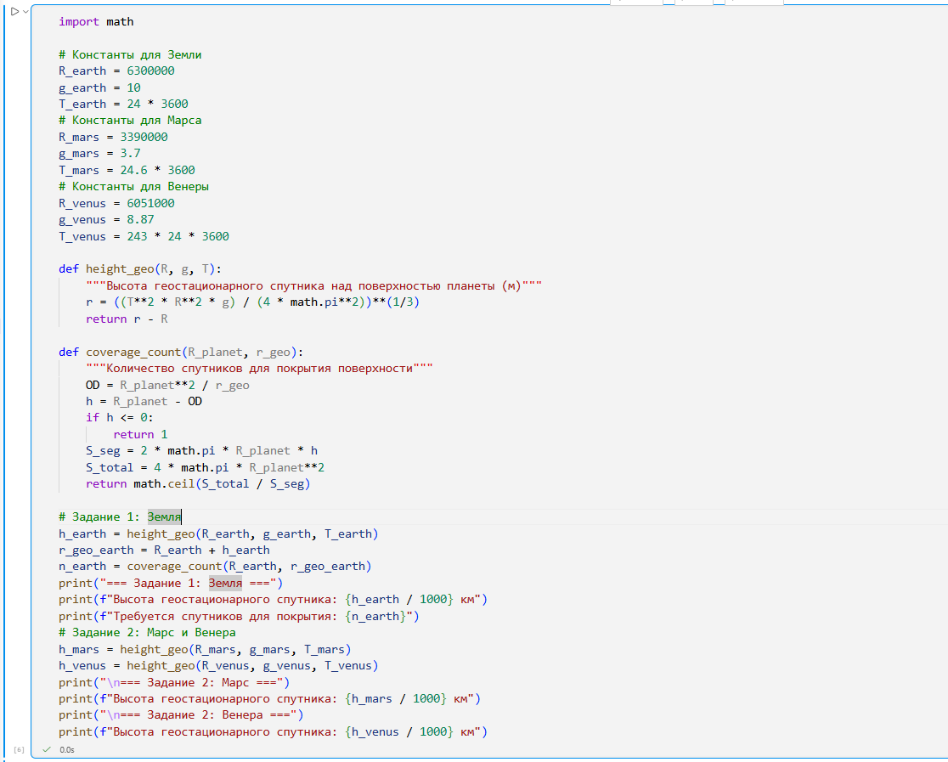 import math

# Константы для Земли
R_earth = 6300000
g_earth = 10
T_earth = 24 * 3600
# Константы для Марса
R_mars = 3390000
g_mars = 3.7
T_mars = 24.6 * 3600
# Константы для Венеры
R_venus = 6051000
g_venus = 8.87
T_venus = 243 * 24 * 3600

def height_geo(R, g, T):
    """Высота геостационарного спутника над поверхностью планеты (м)"""
    r = ((T**2 * R**2 * g) / (4 * math.pi**2))**(1/3)
    return r - R

def coverage_count(R_planet, r_geo):
    """Количество спутников для покрытия поверхности"""
    OD = R_planet**2 / r_geo
    h = R_planet - OD
    if h <= 0:
        return 1
    S_seg = 2 * math.pi * R_planet * h
    S_total = 4 * math.pi * R_planet**2
    return math.ceil(S_total / S_seg)

# Задание 1: Земля
h_earth = height_geo(R_earth, g_earth, T_earth)
r_geo_earth = R_earth + h_earth
n_earth = coverage_count(R_earth, r_geo_earth)
print("=== Задание 1: Земля ===")
print(f"Высота геостационарного спутника: {h_earth / 1000} км")
print(f"Требуется спутников для покрытия: {n_earth}")
# Задание 2: Марс и Венера
h_mars = height_geo(R_mars, g_mars, T_mars)
h_venus = height_geo(R_venus, g_venus, T_venus)
print("\n=== Задание 2: Марс ===")
print(f"Высота геостационарного спутника: {h_mars / 1000} км")
print("\n=== Задание 2: Венера ===")
print(f"Высота геостационарного спутника: {h_venus / 1000} км")
[6] ✓ 0.0s